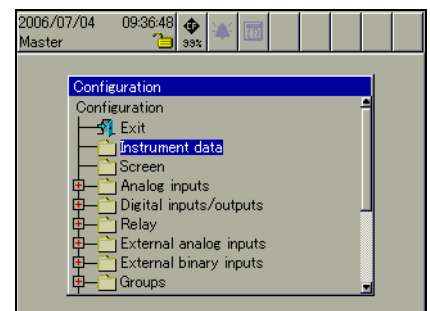 2006/07/04 09:36:48
Master
99%
Configuration
Configuration
Exit
Instrument data
Screen
Analog inputs
Digital inputs/outputs
Relay
External analog inputs
External binary inputs
Groups